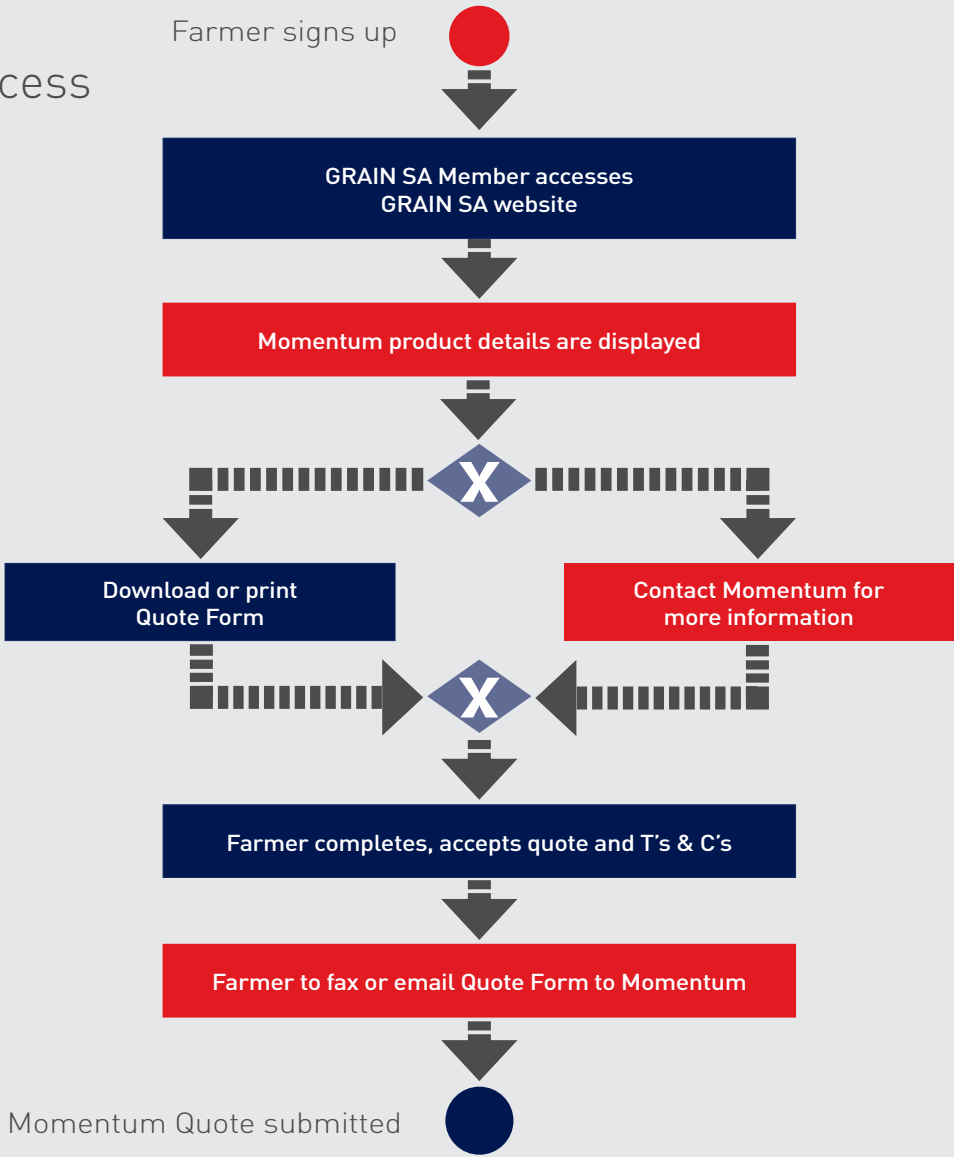 Farmer signs up
cess
GRAIN SA Member accesses
GRAIN SA website
Momentum product details are displayed
X
Download or print
Quote Form
Contact Momentum for
more information
X
Farmer completes, accepts quote and T's & C's
Farmer to fax or email Quote Form to Momentum
Momentum Quote submitted